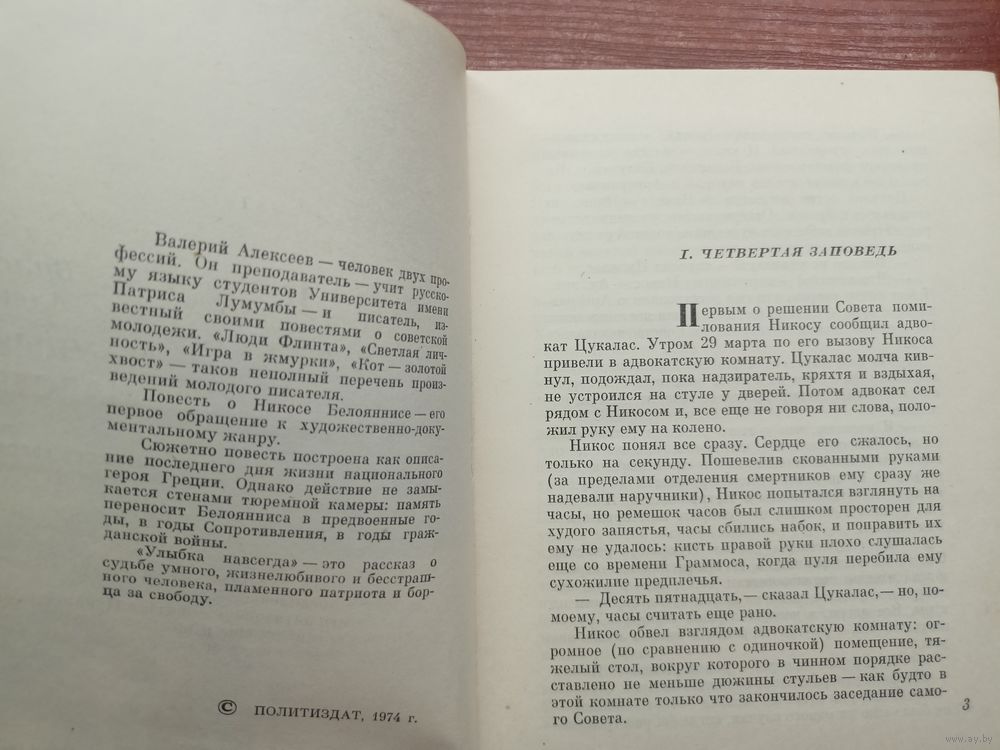 Валерий Алексеев — человек двух про-
фессий. Он преподаватель — учит русско-
му языку студентов Университета имени
Патриса Лумумбы — и писатель, из-
вестный своими повестями о советской
молодежи. «Люди Флинта», «Светлая лич-
ность», «Игра в жмурки», «Кот — золотой
хвост» — таков неполный перечень произ-
ведений молодого писателя.
Повесть о Никосе Белояннисе — его
первое обращение к художественно-доку-
ментальному жанру.
Сюжетно повесть построена как описа-
ние последнего дня жизни национального
героя Греции. Однако действие не замы-
кается стенами тюремной камеры: память
переносит Белоянниса в предвоенные го-
ды, в годы Сопротивления, в годы граж-
данской войны.
«Улыбка навсегда» — это рассказ о
судьбе умного, жизнелюбивого и бесстраш-
ного человека, пламенного патриота и бор-
ца за свободу.
© ПОЛИТИЗДАТ, 1974 г.
I. ЧЕТВЕРТАЯ ЗАПОВЕДЬ
Первым о решении Совета поми-
лования Никосу сообщил адво-
кат Цукалас. Утром 29 марта по его вызову Никоса
привели в адвокатскую комнату. Цукалас молча кив-
нул, подождал, пока надзиратель, кряхтя и вздыхая,
не устроился на стуле у дверей. Потом адвокат сел
рядом с Никосом и, все еще не говоря ни слова, поло-
жил руку ему на колено.
Никос понял все сразу. Сердце его сжалось, но
только на секунду. Пошевелив скованными руками
(за пределами отделения смертников ему сразу же
надевали наручники), Никос попытался взглянуть на
часы, но ремешок часов был слишком просторен для
худого запястья, часы сбились набок, и поправить их
ему не удалось: кисть правой руки плохо слушалась
еще со времени Граммоса, когда пуля перебила ему
сухожилие предплечья.
— Десять пятнадцать,— сказал Цукалас,— но, по-
моему, часы считать еще рано.
Никос обвел взглядом адвокатскую комнату: ог-
ромное (по сравнению с одиночкой) помещение, тя-
желый стол, вокруг которого в чинном порядке рас-
ставлено не меньше дюжины стульев — как будто в
этой комнате только что закончилось заседание само-
го Совета.
3
www.ay.by